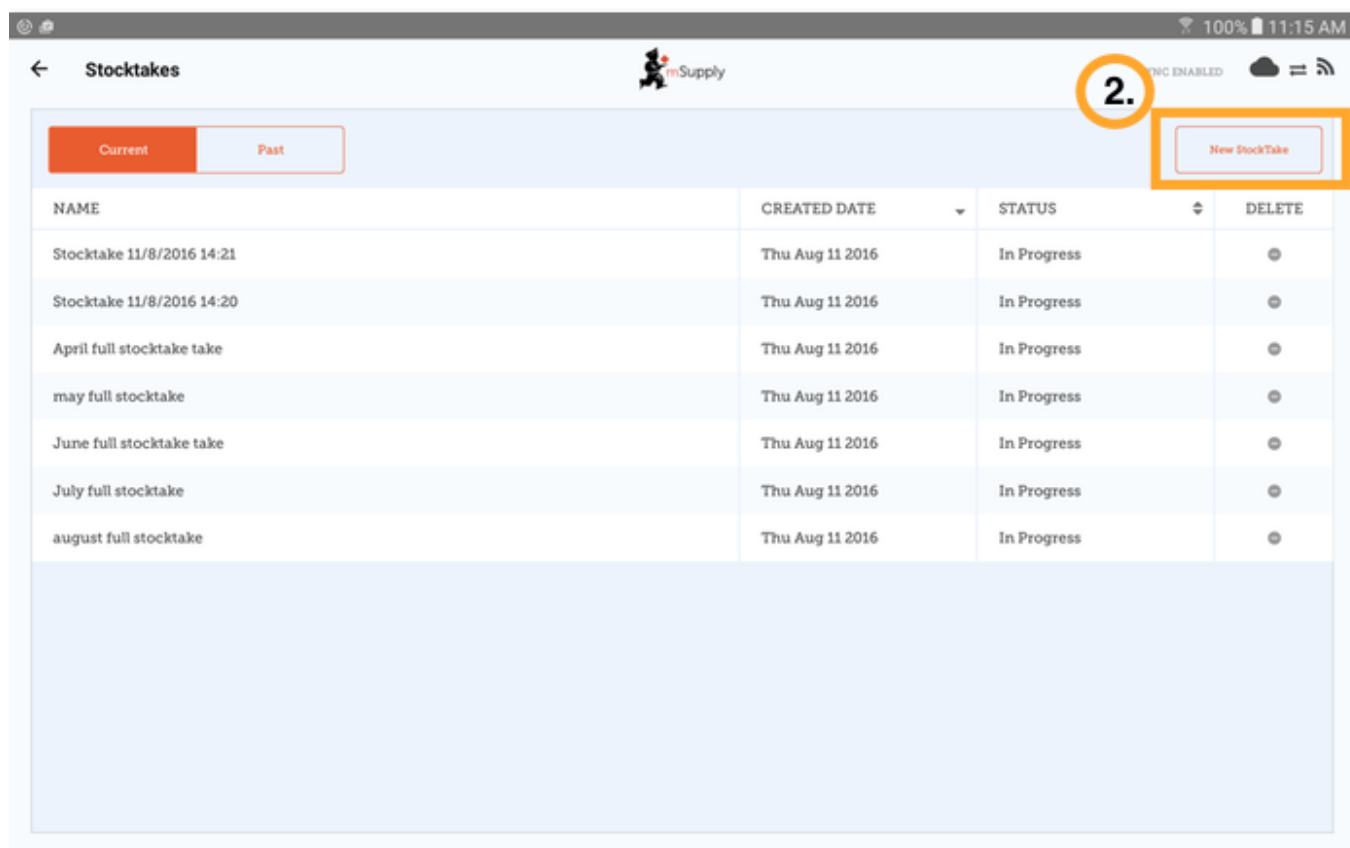 100% 11:15 AM
Stocktakes
mSupply
SYNC ENABLED
2.
Current Past New StockTake
NAME CREATED DATE STATUS DELETE
Stocktake 11/8/2016 14:21 Thu Aug 11 2016 In Progress
Stocktake 11/8/2016 14:20 Thu Aug 11 2016 In Progress
April full stocktake take Thu Aug 11 2016 In Progress
may full stocktake Thu Aug 11 2016 In Progress
June full stocktake take Thu Aug 11 2016 In Progress
July full stocktake Thu Aug 11 2016 In Progress
august full stocktake Thu Aug 11 2016 In Progress